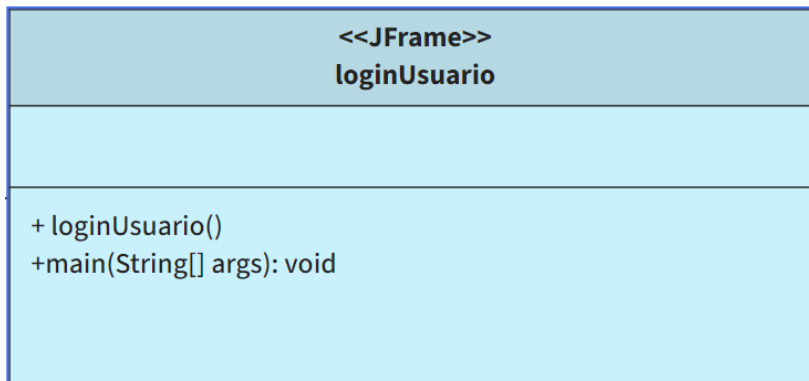 <<JFrame>>
loginUsuario
+ loginUsuario()
+main(String[] args): void